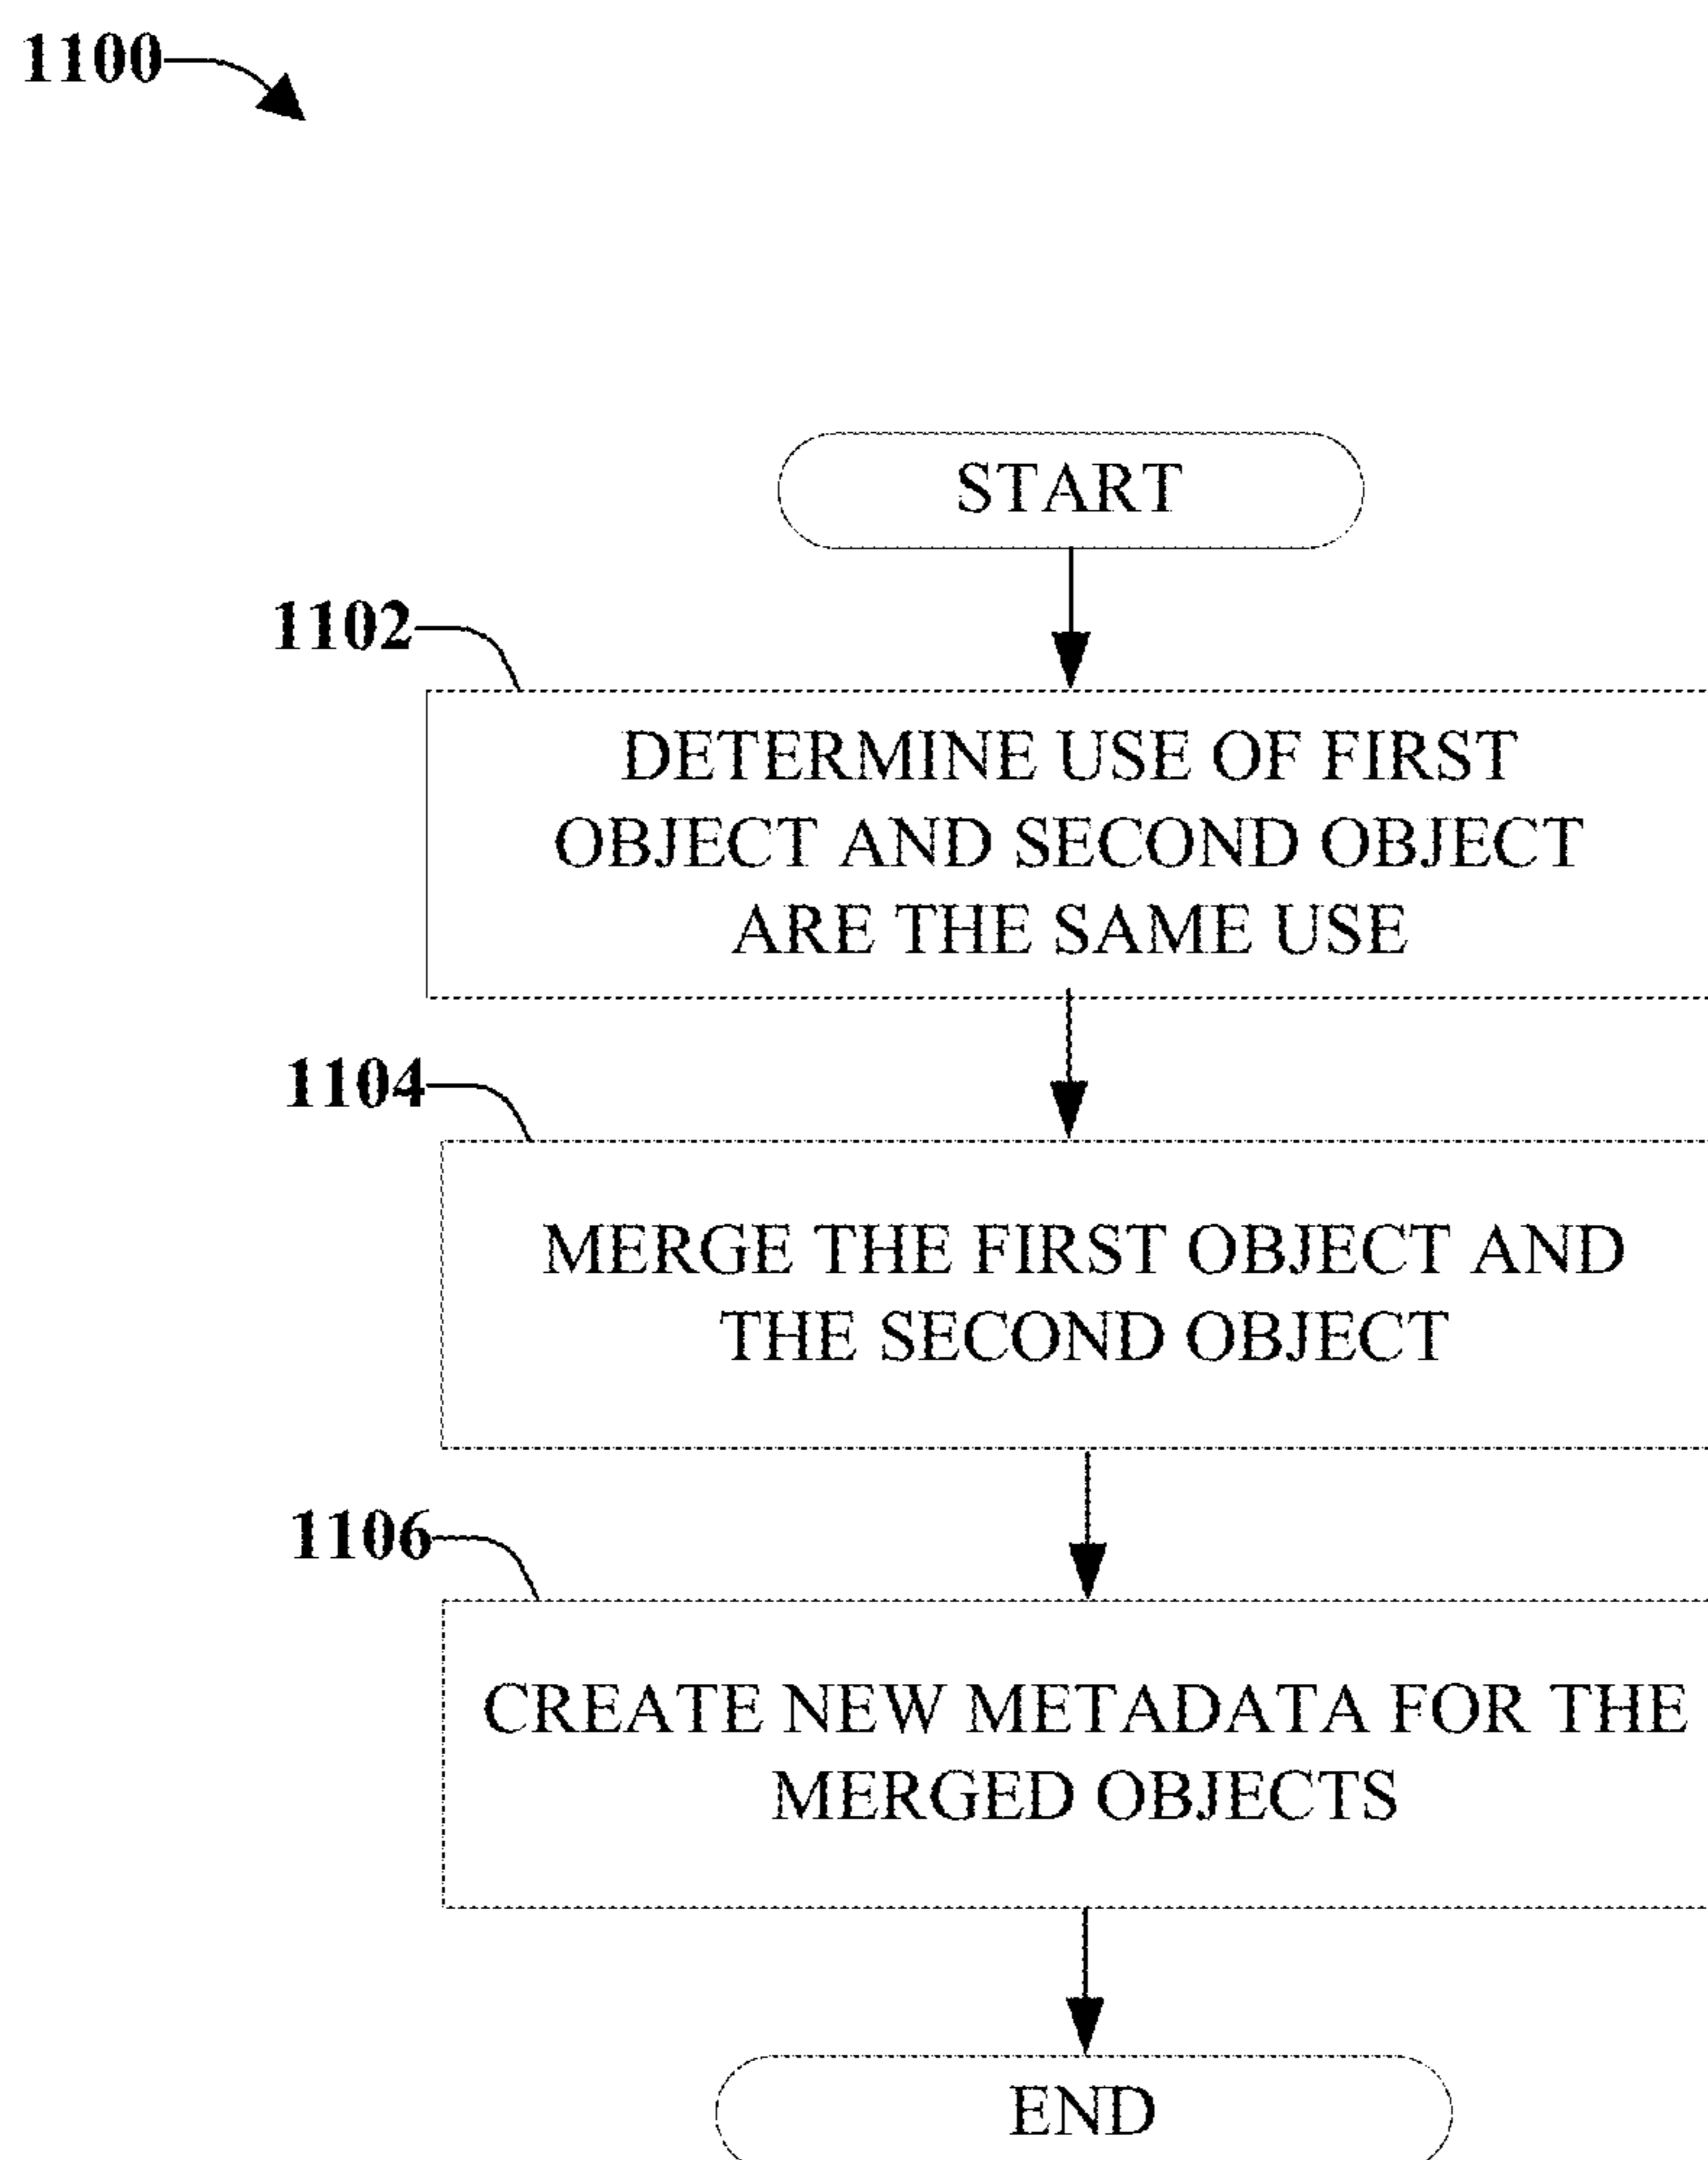 1100
START
1102
DETERMINE USE OF FIRST
OBJECT AND SECOND OBJECT
ARE THE SAME USE
1104
MERGE THE FIRST OBJECT AND
THE SECOND OBJECT
1106
CREATE NEW METADATA FOR THE
MERGED OBJECTS
END